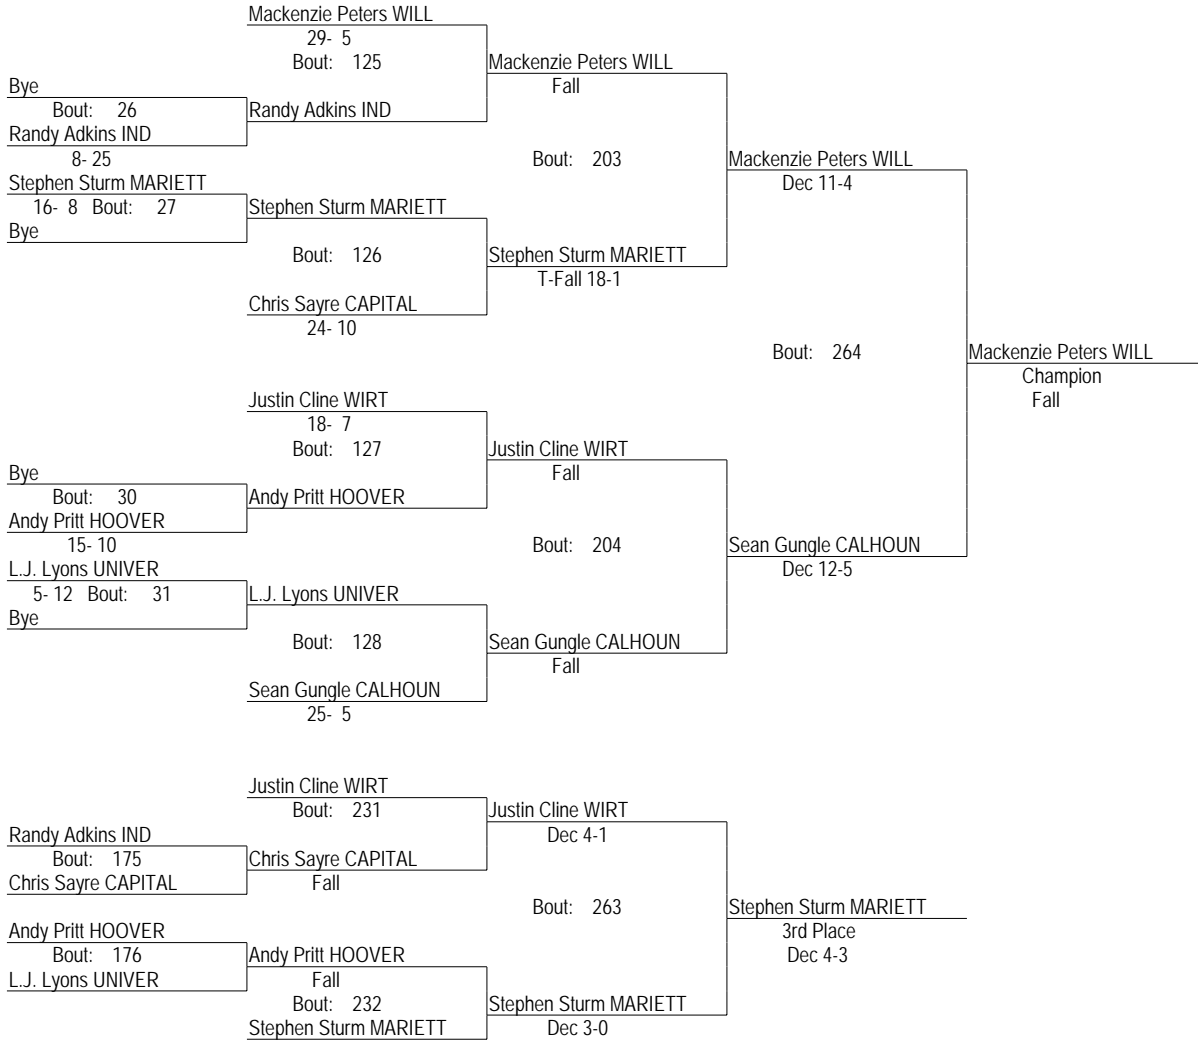 Mackenzie Peters WILL
29- 5
Bout: 125
Mackenzie Peters WILL
Fall
Bye
Bout: 26
Randy Adkins IND
Randy Adkins IND
8- 25
Bout: 203
Mackenzie Peters WILL
Dec 11-4
Stephen Sturm MARIETT
16- 8 Bout: 27
Stephen Sturm MARIETT
Bye
Bout: 126
Stephen Sturm MARIETT
T-Fall 18-1
Chris Sayre CAPITAL
24- 10
Bout: 264
Mackenzie Peters WILL
Champion
Fall
Justin Cline WIRT
18- 7
Bout: 127
Justin Cline WIRT
Fall
Bye
Bout: 30
Andy Pritt HOOVER
Andy Pritt HOOVER
15- 10
Bout: 204
Sean Gungle CALHOUN
Dec 12-5
L.J. Lyons UNIVER
5- 12 Bout: 31
L.J. Lyons UNIVER
Bye
Bout: 128
Sean Gungle CALHOUN
Fall
Sean Gungle CALHOUN
25- 5
Justin Cline WIRT
Bout: 231
Justin Cline WIRT
Dec 4-1
Randy Adkins IND
Bout: 175
Chris Sayre CAPITAL
Fall
Chris Sayre CAPITAL
Bout: 263
Stephen Sturm MARIETT
3rd Place
Dec 4-3
Andy Pritt HOOVER
Bout: 176
Andy Pritt HOOVER
Fall
L.J. Lyons UNIVER
Bout: 232
Stephen Sturm MARIETT
Dec 3-0
Stephen Sturm MARIETT